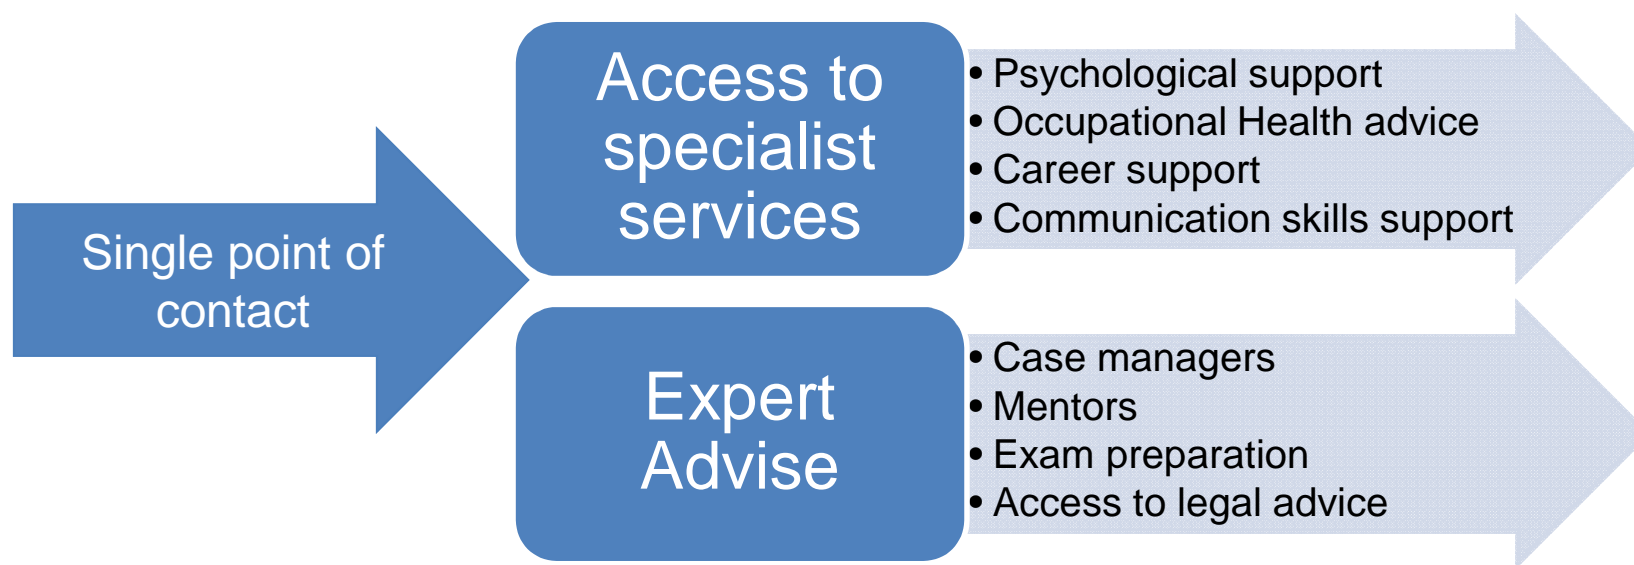 Single point of
contact
Access to
specialist
services
• Psychological support
• Occupational Health advice
• Career support
• Communication skills support
Expert
Advise
• Case managers
• Mentors
• Exam preparation
• Access to legal advice